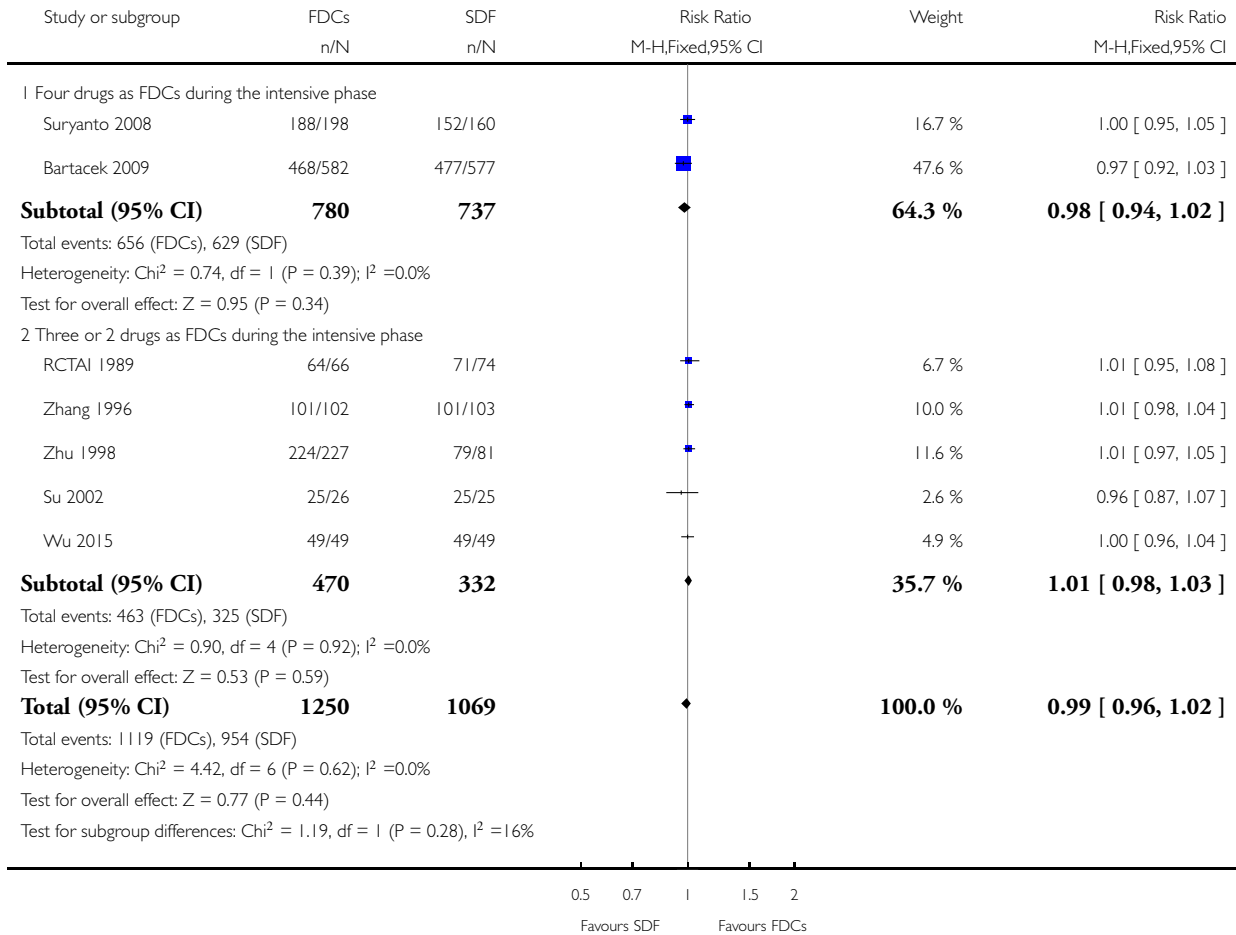 Study or subgroup FDCs SDF Risk Ratio Weight Risk Ratio
n/N n/N M-H,Fixed,95% CI M-H,Fixed,95% CI
1 Four drugs as FDCs during the intensive phase
Suryanto 2008 188/198 152/160 16.7 % 1.00 [ 0.95, 1.05 ]
Bartacek 2009 468/582 477/577 47.6 % 0.97 [ 0.92, 1.03 ]
Subtotal (95% CI) 780 737 64.3 % 0.98 [ 0.94, 1.02 ]
Total events: 656 (FDCs), 629 (SDF)
Heterogeneity: Chi² = 0.74, df = 1 (P = 0.39); I² =0.0%
Test for overall effect: Z = 0.95 (P = 0.34)
2 Three or 2 drugs as FDCs during the intensive phase
RCTAI 1989 64/66 71/74 6.7 % 1.01 [ 0.95, 1.08 ]
Zhang 1996 101/102 101/103 10.0 % 1.01 [ 0.98, 1.04 ]
Zhu 1998 224/227 79/81 11.6 % 1.01 [ 0.97, 1.05 ]
Su 2002 25/26 25/25 2.6 % 0.96 [ 0.87, 1.07 ]
Wu 2015 49/49 49/49 4.9 % 1.00 [ 0.96, 1.04 ]
Subtotal (95% CI) 470 332 35.7 % 1.01 [ 0.98, 1.03 ]
Total events: 463 (FDCs), 325 (SDF)
Heterogeneity: Chi² = 0.90, df = 4 (P = 0.92); I² =0.0%
Test for overall effect: Z = 0.53 (P = 0.59)
Total (95% CI) 1250 1069 100.0 % 0.99 [ 0.96, 1.02 ]
Total events: 1119 (FDCs), 954 (SDF)
Heterogeneity: Chi² = 4.42, df = 6 (P = 0.62); I² =0.0%
Test for overall effect: Z = 0.77 (P = 0.44)
Test for subgroup differences: Chi² = 1.19, df = 1 (P = 0.28), I² =16%
0.5 0.7 1 1.5 2
Favours SDF Favours FDCs